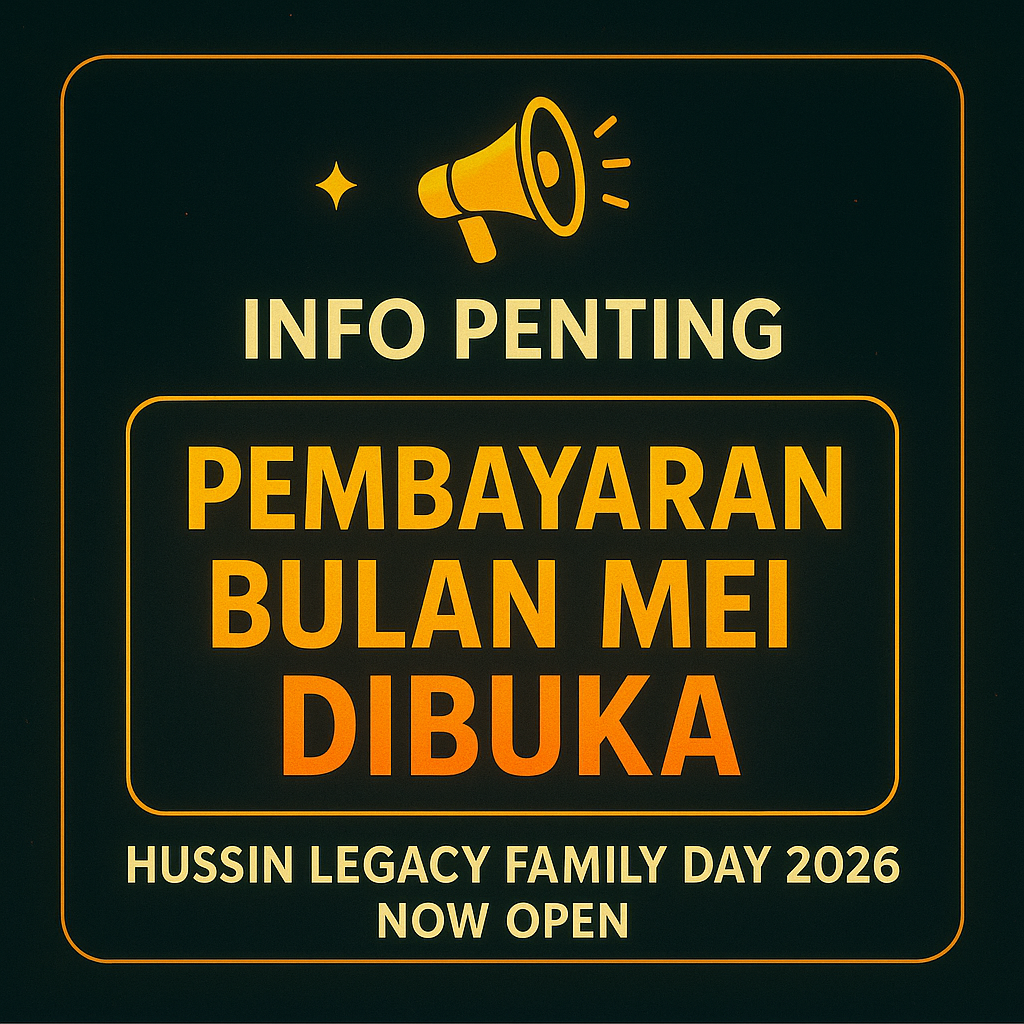 INFO PENTING
PEMBAYARAN
BULAN MEI
DIBUKA
HUSSIN LEGACY FAMILY DAY 2026
NOW OPEN